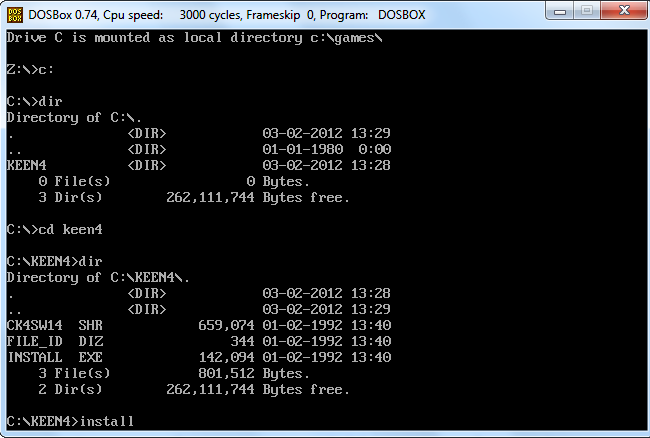 DOSBox 0.74, Cpu speed:    3000 cycles, Frameskip  0, Program:   DOSBOX
Drive C is mounted as local directory c:\games\
Z:\>c:
C:\>dir
Directory of C:\.
.              <DIR>            03-02-2012 13:29
..             <DIR>            01-01-1980  0:00
KEEN4          <DIR>            03-02-2012 13:28
    0 File(s)                 0 Bytes.
    3 Dir(s)        262,111,744 Bytes free.
C:\>cd keen4
C:\KEEN4>dir
Directory of C:\KEEN4\.
.              <DIR>            03-02-2012 13:28
..             <DIR>            03-02-2012 13:29
CK4SW14  SHR            659,074 01-02-1992 13:40
FILE_ID  DIZ                344 01-02-1992 13:40
INSTALL  EXE            142,094 01-02-1992 13:40
    3 File(s)           801,512 Bytes.
    2 Dir(s)        262,111,744 Bytes free.
C:\KEEN4>install